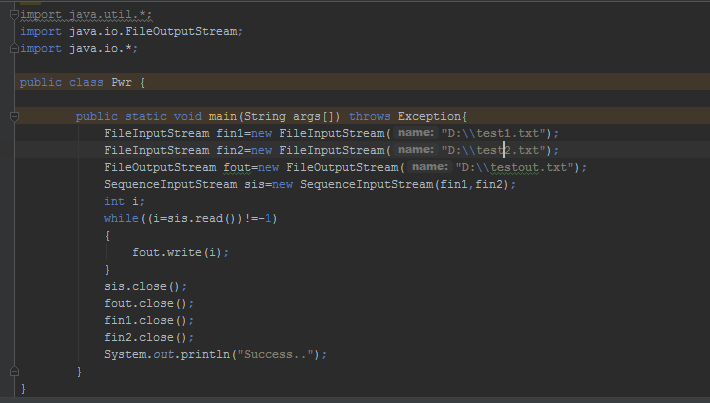 import java.util.*;
import java.io.FileOutputStream;
import java.io.*;
public class Pwr {
public static void main(String args[]) throws Exception{
FileInputStream fin1=new FileInputStream( name: "D:\\test1.txt");
FileInputStream fin2=new FileInputStream( name: "D:\\test2.txt");
FileOutputStream fout=new FileOutputStream( name: "D:\\testout.txt");
SequenceInputStream sis=new SequenceInputStream(fin1,fin2);
int i;
while((i=sis.read())!=-1)
{
fout.write(i);
}
sis.close();
fout.close();
fin1.close();
fin2.close();
System.out.println("Success..");
}
}